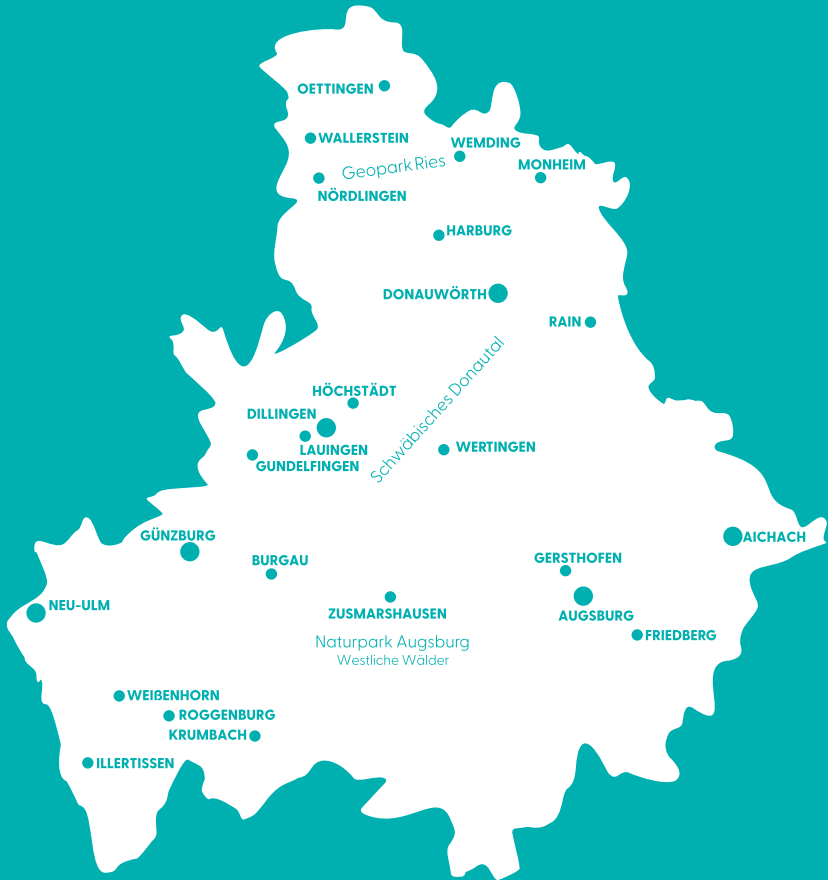 OETTINGEN
WALLERSTEIN
WEMDING
Geopark Ries
MONHEIM
NÖRDLINGEN
HARBURG
DONAUWÖRTH
RAIN
Schwäbisches Donautal
HÖCHSTÄDT
DILLINGEN
LAUINGEN
WERTINGEN
GUNDELFINGEN
GÜNZBURG
AICHACH
BURGAU
GERSTHOFEN
NEU-ULM
ZUSMARSHAUSEN
AUGSBURG
FRIEDBERG
Naturpark Augsburg
Westliche Wälder
WEIßENHORN
ROGGENBURG
KRUMBACH
ILLERTISSEN